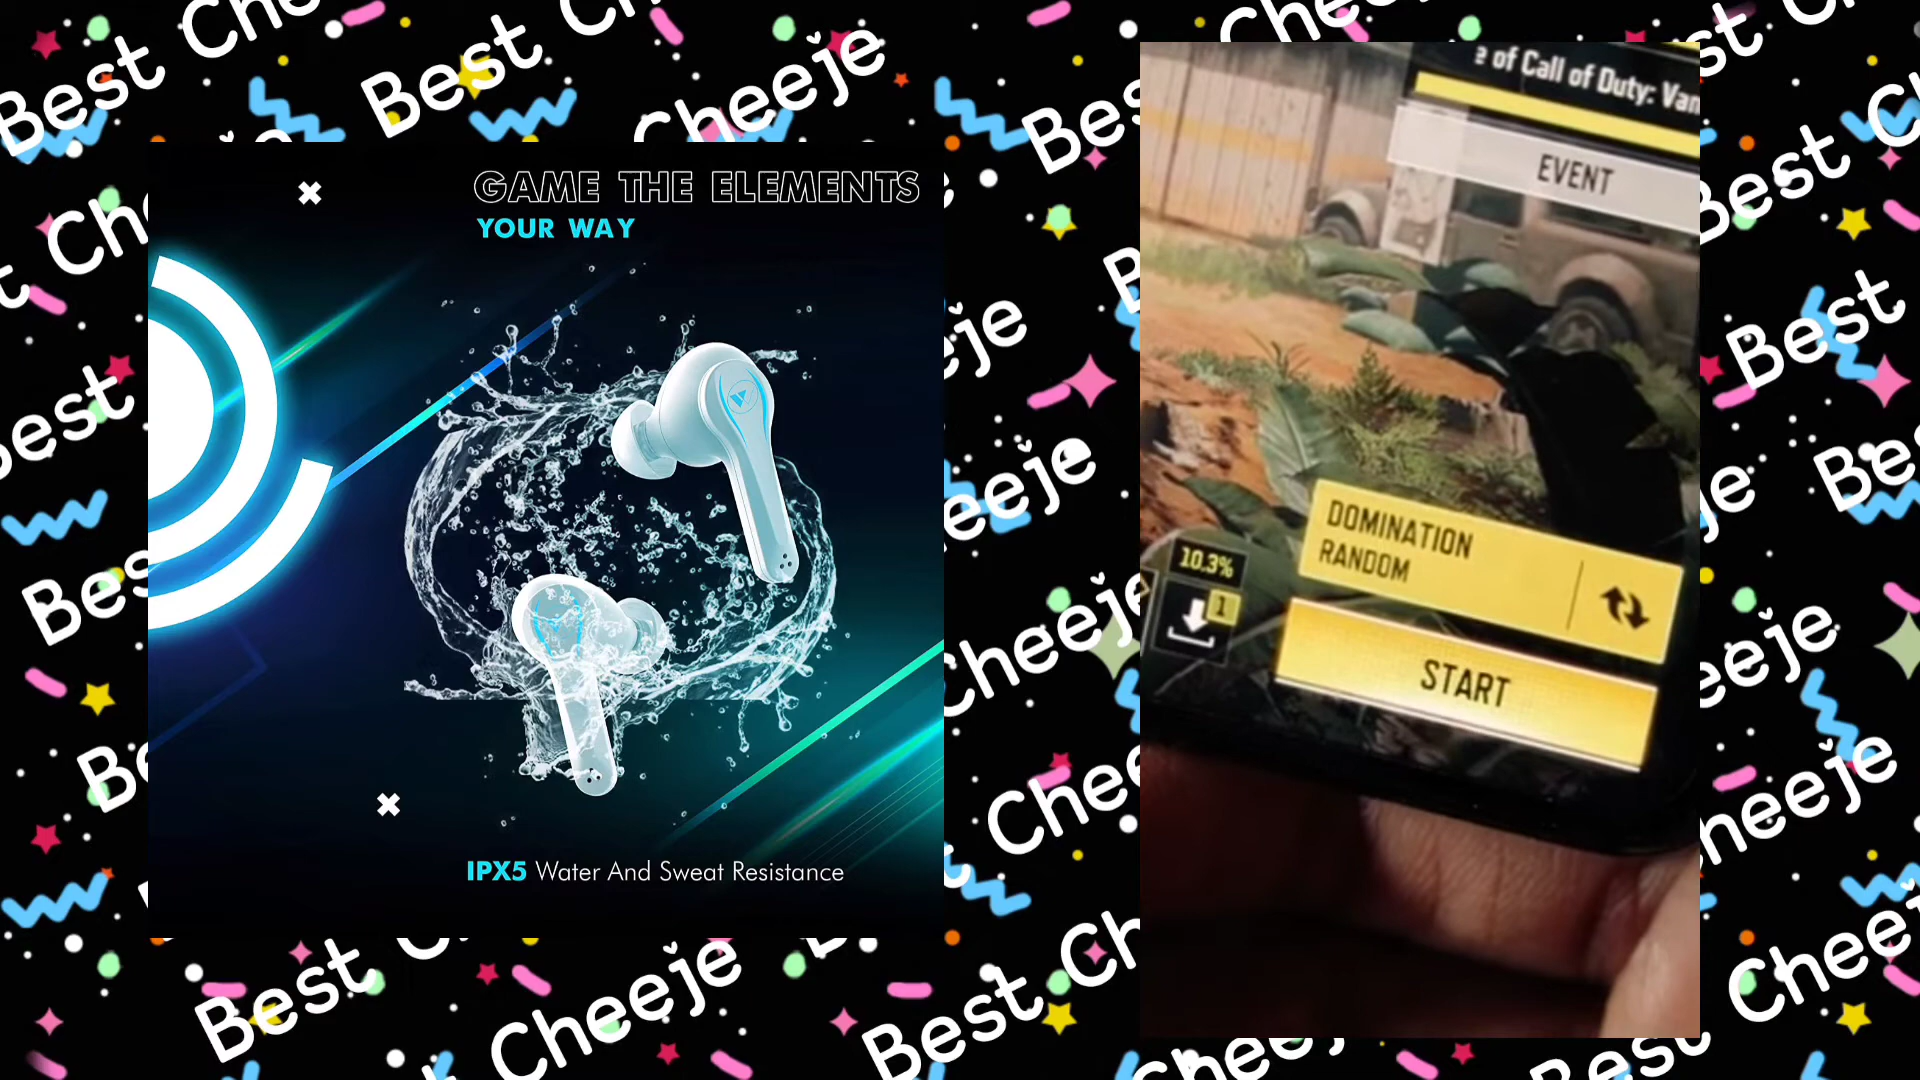 Best Cheeje
GAME THE ELEMENTS
YOUR WAY
IPX5 Water And Sweat Resistance
e of Call of Duty: Van
EVENT
DOMINATION
RANDOM
10.3%
1
START